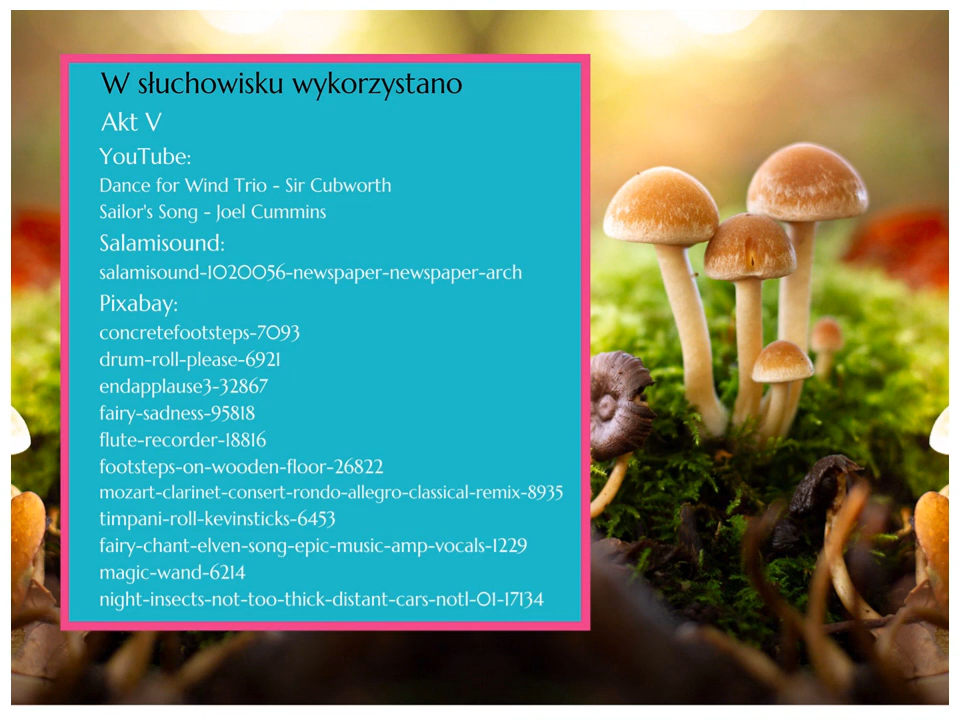 W słuchowisku wykorzystano
Akt V
YouTube:
Dance for Wind Trio - Sir Cubworth
Sailor's Song - Joel Cummins
Salamisound:
salamisound-1020056-newspaper-newspaper-arch
Pixabay:
concretefootsteps-7093
drum-roll-please-6921
endapplause3-32867
fairy-sadness-95818
flute-recorder-18816
footsteps-on-wooden-floor-26822
mozart-clarinet-consert-rondo-allegro-classical-remix-8935
timpani-roll-kevinsticks-6453
fairy-chant-elven-song-epic-music-amp-vocals-1229
magic-wand-6214
night-insects-not-too-thick-distant-cars-notl-01-17134